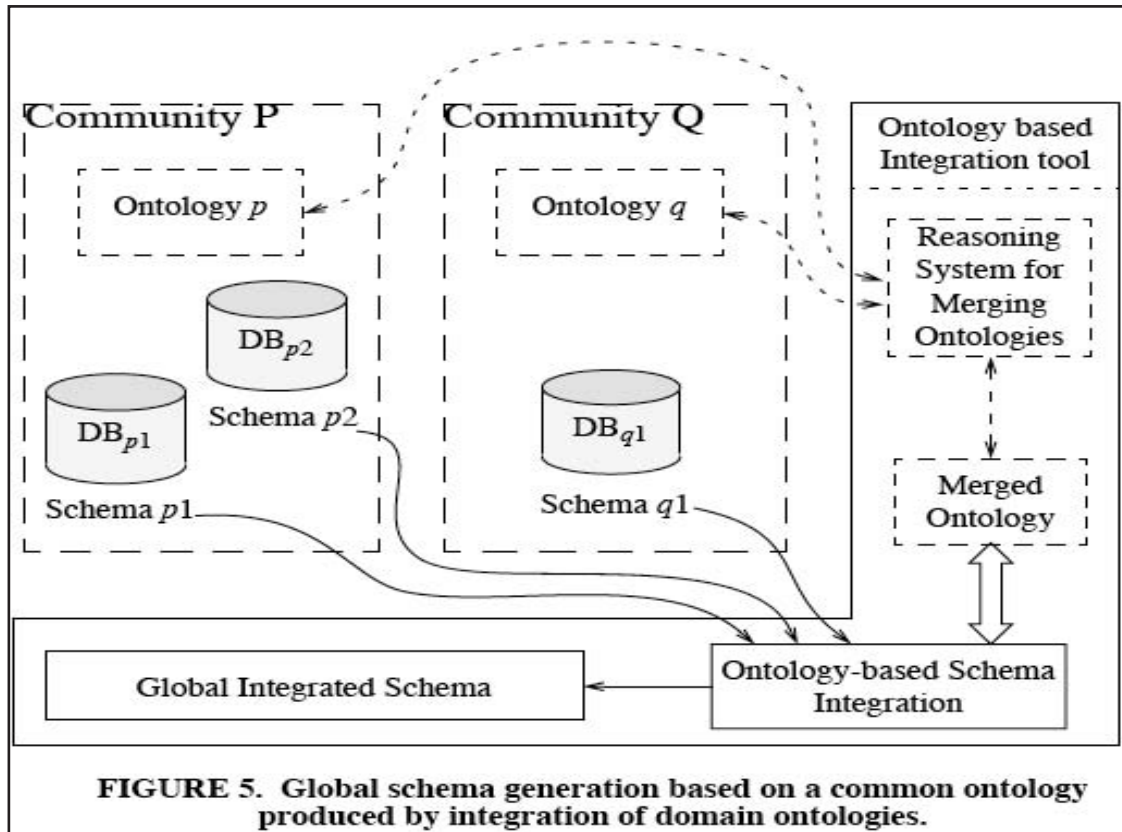 Community P
Ontology p
DBp2
Schema p2
DBp1
Schema p1
Community Q
Ontology q
DBq1
Schema q1
Ontology based
Integration tool
Reasoning
System for
Merging
Ontologies
Merged
Ontology
Ontology-based Schema
Integration
Global Integrated Schema
FIGURE 5. Global schema generation based on a common ontology
produced by integration of domain ontologies.